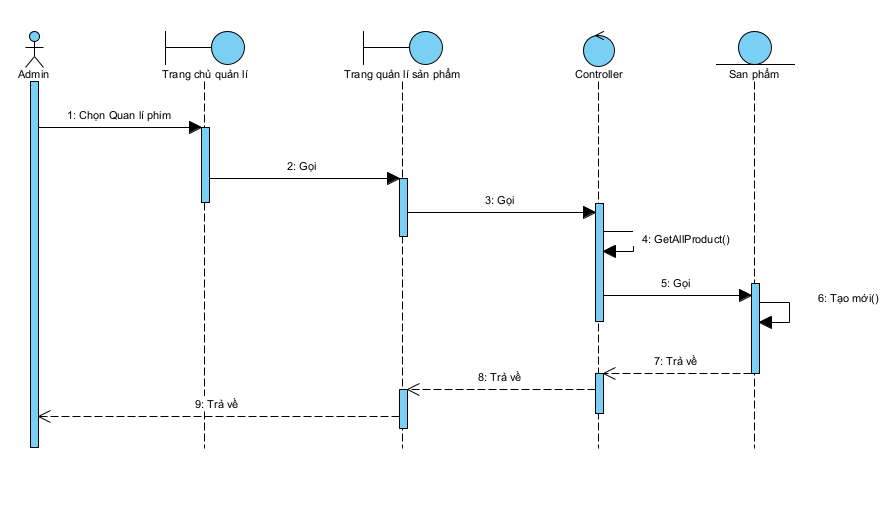 Admin
Trang chủ quản lí
Trang quản lí sản phẩm
Controller
San phẩm
1: Chọn Quan lí phim
2: Gọi
3: Gọi
4: GetAllProduct()
5: Gọi
6: Tạo mới()
7: Trả về
8: Trả về
9: Trả về